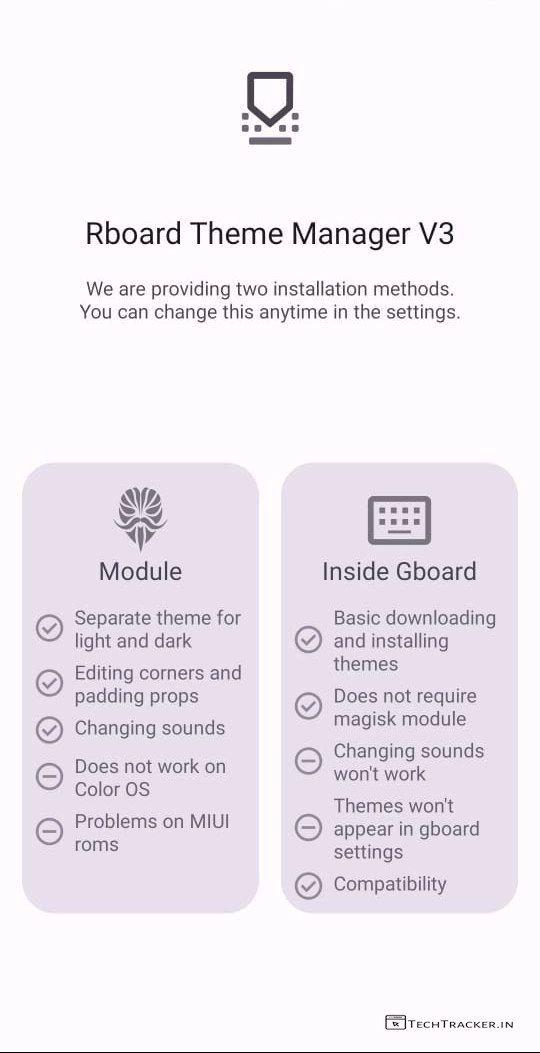 Rboard Theme Manager V3
We are providing two installation methods.
You can change this anytime in the settings.
Module
Separate theme for
light and dark
Editing corners and
padding props
Changing sounds
Does not work on
Color OS
Problems on MIUI
roms
Inside Gboard
Basic downloading
and installing
themes
Does not require
magisk module
Changing sounds
won't work
Themes won't
appear in gboard
settings
Compatibility
TECHTRACKER.IN